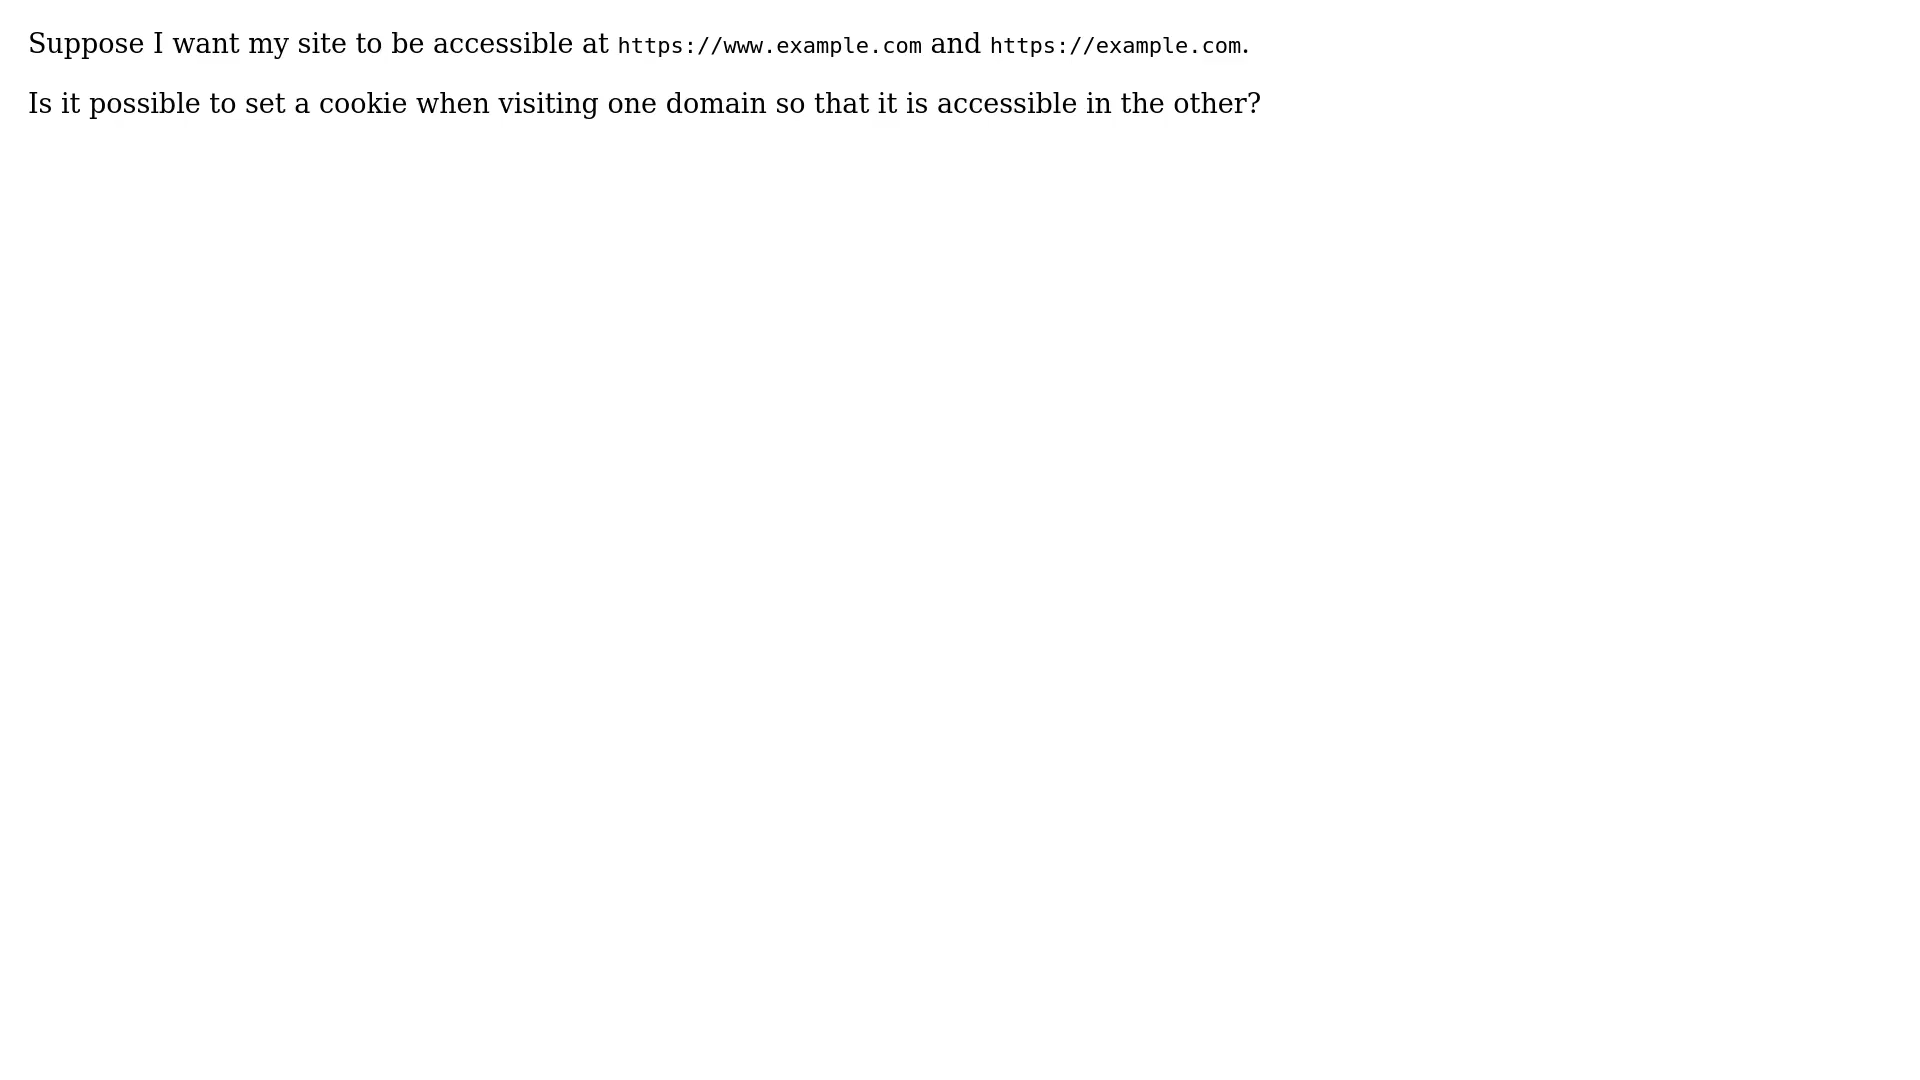 Suppose I want my site to be accessible at https://www.example.com and https://example.com.
Is it possible to set a cookie when visiting one domain so that it is accessible in the other?